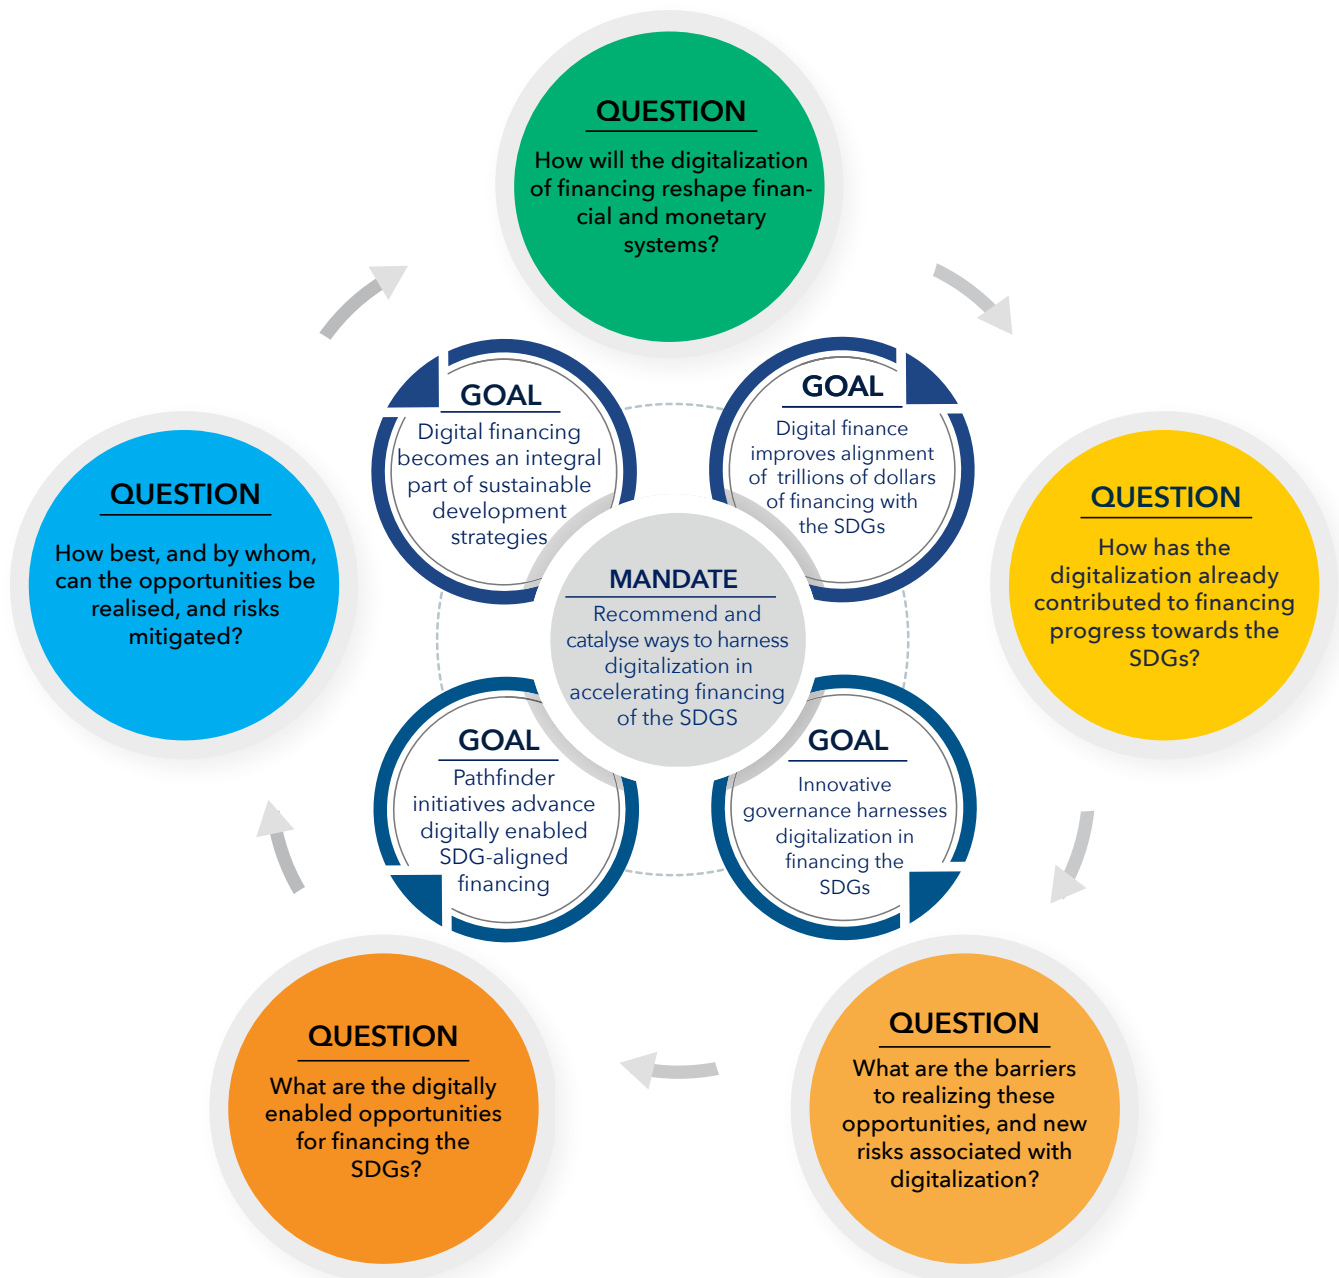 QUESTION
How will the digitalization
of financing reshape finan-
cial and monetary
systems?
GOAL
Digital financing
becomes an integral
part of sustainable
development
strategies
GOAL
Digital finance
improves alignment
of trillions of dollars
of financing with
the SDGs
QUESTION
How best, and by whom,
can the opportunities be
realised, and risks
mitigated?
MANDATE
Recommend and
catalyse ways to harness
digitalization in
accelerating financing
of the SDGS
QUESTION
How has the
digitalization already
contributed to financing
progress towards the
SDGs?
GOAL
Pathfinder
initiatives advance
digitally enabled
SDG-aligned
financing
GOAL
Innovative
governance harnesses
digitalization in
financing the
SDGs
QUESTION
What are the digitally
enabled opportunities
for financing the
SDGs?
QUESTION
What are the barriers
to realizing these
opportunities, and new
risks associated with
digitalization?